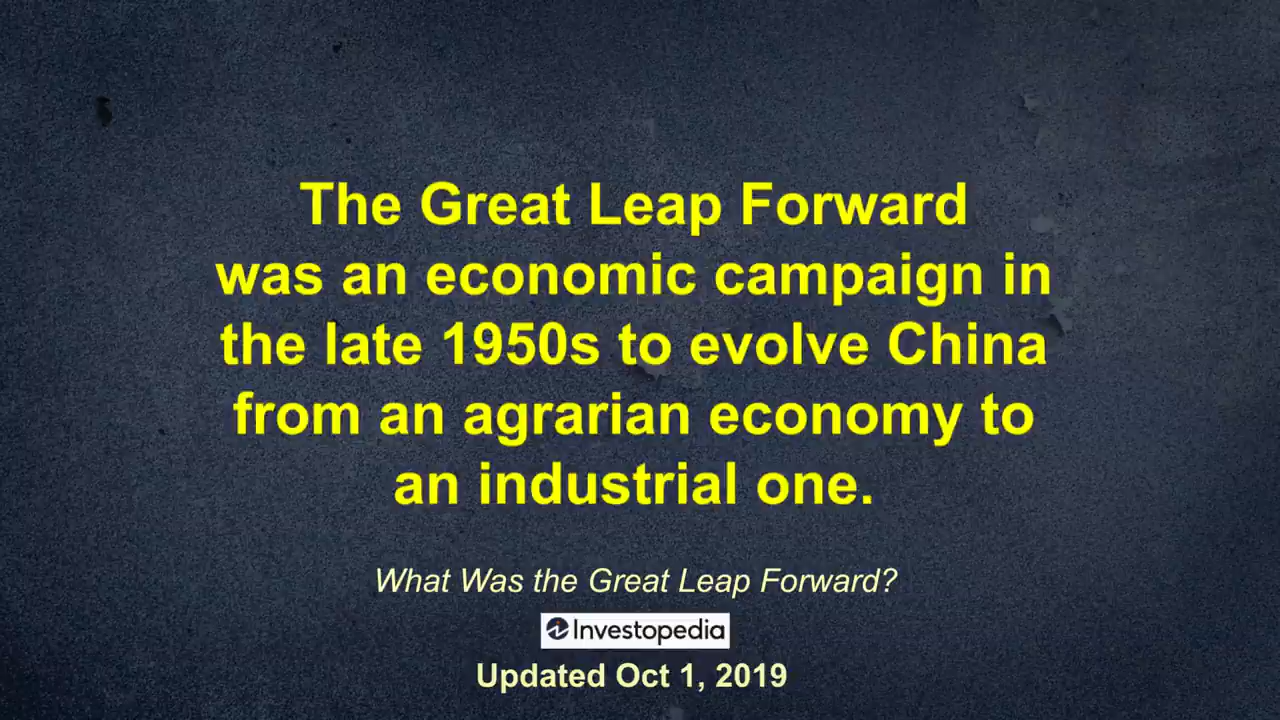 The Great Leap Forward
was an economic campaign in
the late 1950s to evolve China
from an agrarian economy to
an industrial one.
What Was the Great Leap Forward?
Investopedia
Updated Oct 1, 2019